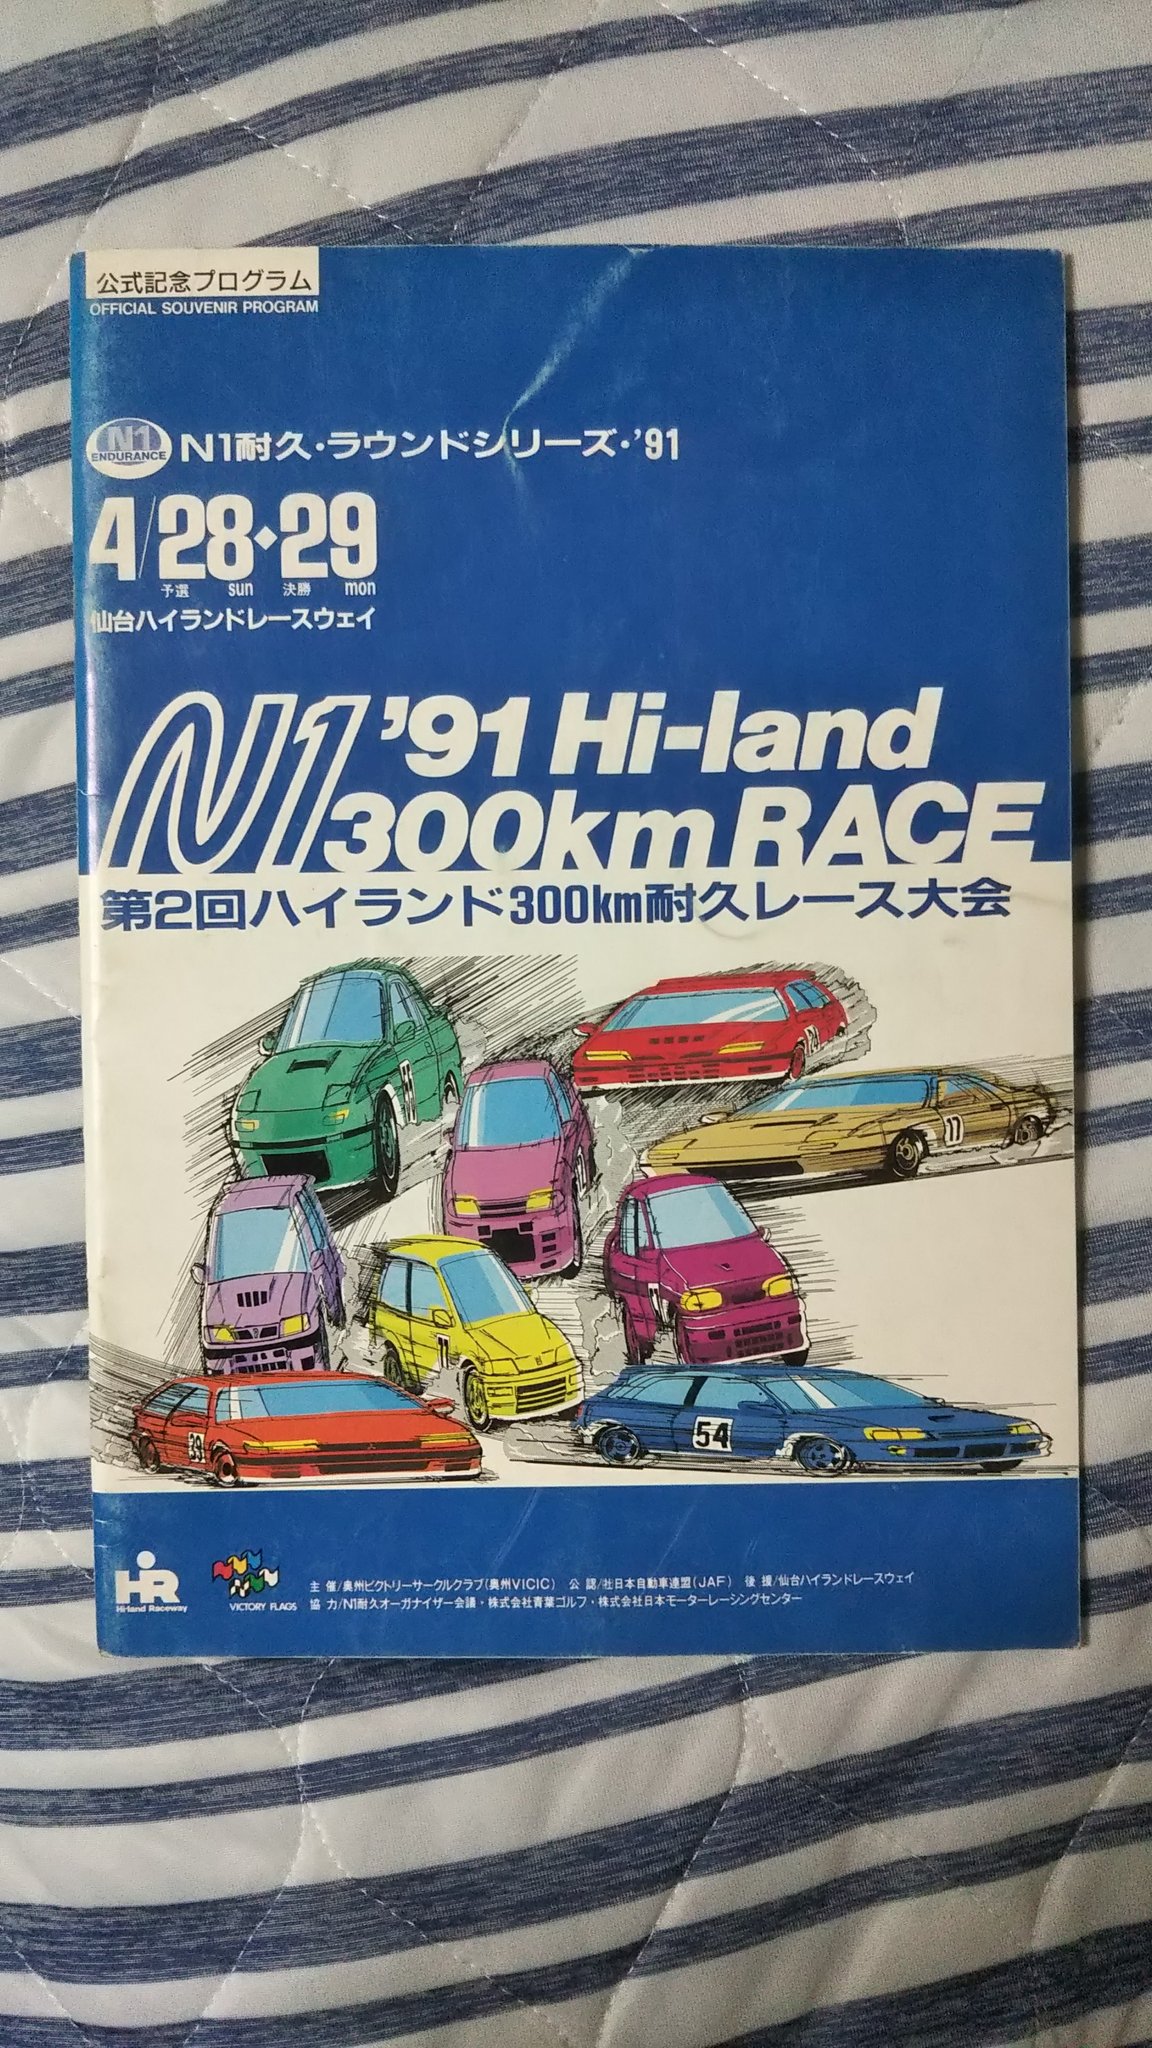 公式記念プログラム
OFFICIAL SOUVENIR PROGRAM
N1
ENDURANCE
N1耐久・ラウンドシリーズ・'91
4/28◆29
予選 sun 決勝 mon
仙台ハイランドレースウェイ
N1 '91 Hi-land
300km RACE
第2回ハイランド300km耐久レース大会
24
17
77
39
54
HR
Hi-land Raceway
VICTORY FLAGS
主 催/奥州ビクトリーサークルクラブ(奥州VICIC) 公 認/社日本自動車連盟(JAF) 後 援/仙台ハイランドレースウェイ
協 力/N1耐久オーガナイザー会議・株式会社青葉ゴルフ・株式会社日本モーターレーシングセンター